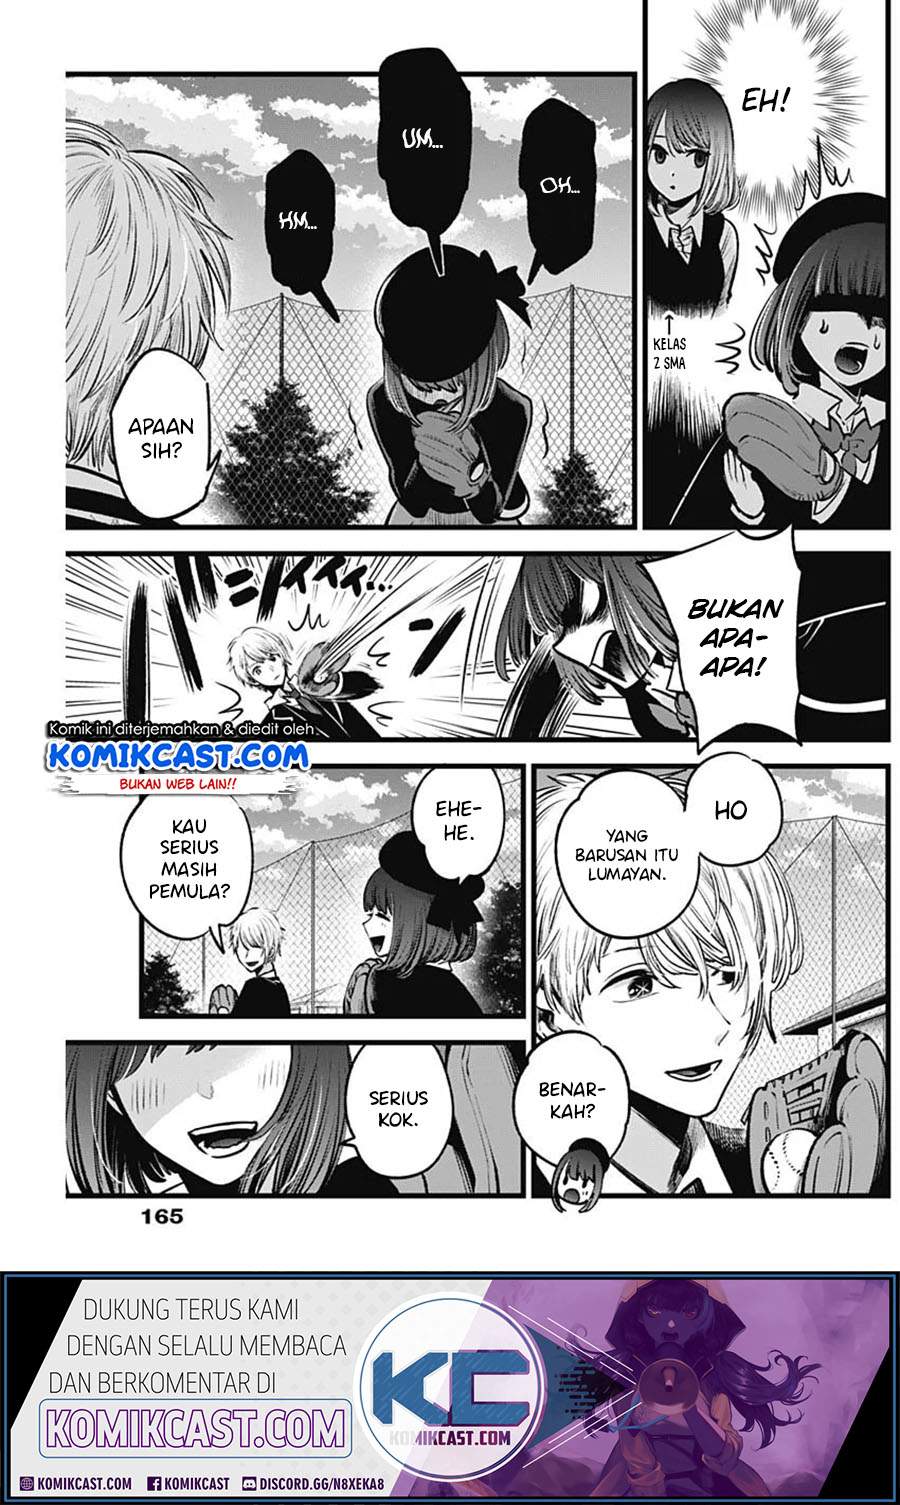 EH!
↑
KELAS
2 SMA
OH...
UM...
HM...
APAAN
SIH?
BUKAN
APA-
APA!
Komik ini diterjemahkan & diedit oleh
KOMIKCAST.COM
BUKAN WEB LAIN!!
HO
YANG
BARUSAN ITU
LUMAYAN.
BENAR-
KAH?
EHE-
HE.
KAU
SERIUS
MASIH
PEMULA?
SERIUS
KOK.
165
DUKUNG TERUS KAMI
DENGAN SELALU MEMBACA
DAN BERKOMENTAR DI
KOMIKCAST.COM
KOMIKCAST.COM
KOMIKCAST
DISCORD.GG/N8XEKA8
KC
KOMIKCAST.COM